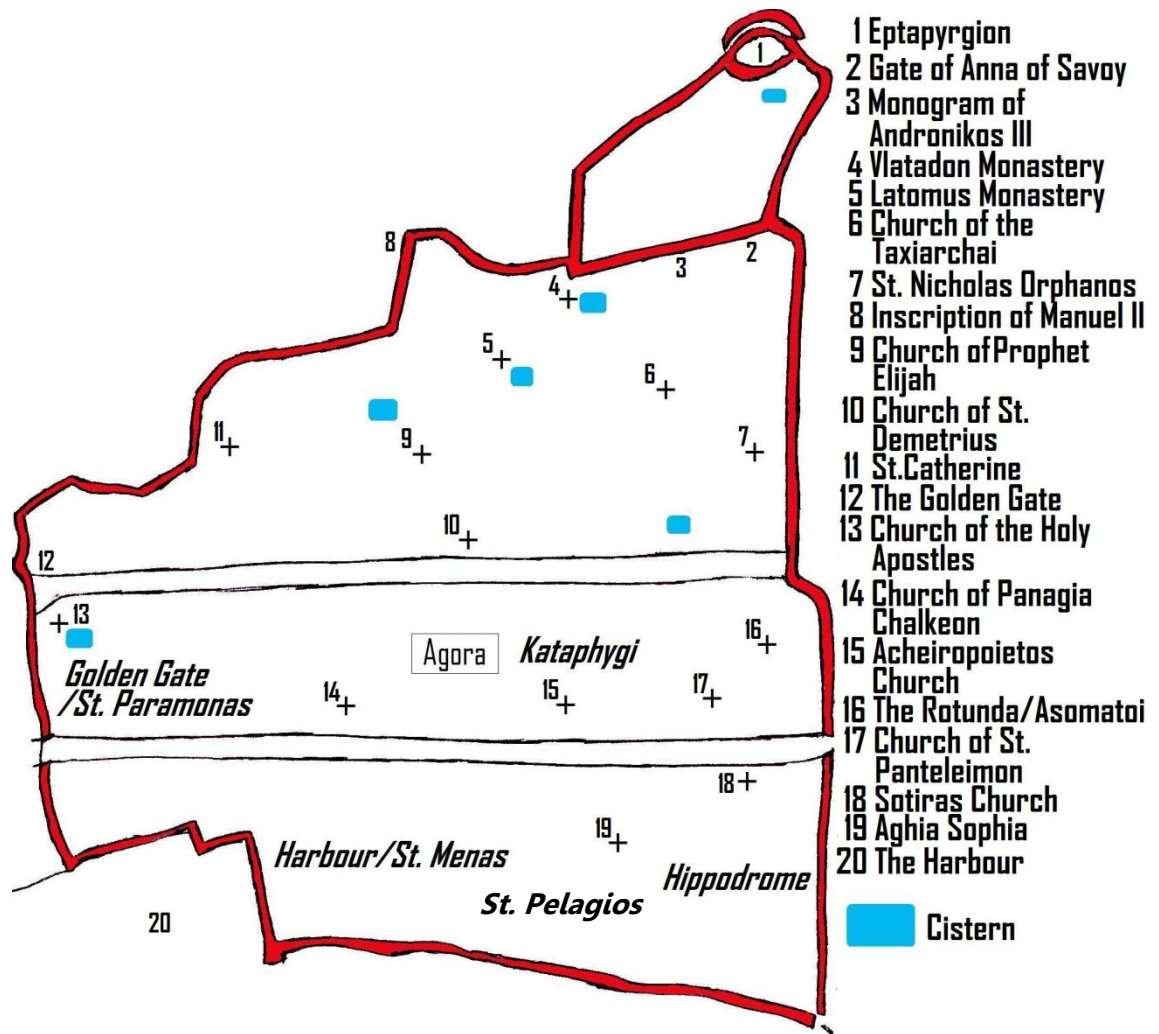 1 Eptapyrgion
2 Gate of Anna of Savoy
3 Monogram of
Andronikos III
4 Vlatadon Monastery
5 Latomus Monastery
6 Church of the
Taxiarchai
7 St. Nicholas Orphanos
8 Inscription of Manuel II
9 Church of Prophet
Elijah
10 Church of St.
Demetrius
11 St.Catherine
12 The Golden Gate
13 Church of the Holy
Apostles
14 Church of Panagia
Chalkeon
15 Acheiropoietos
Church
16 The Rotunda/Asomatoi
17 Church of St.
Panteleimon
18 Sotiras Church
19 Aghia Sophia
20 The Harbour
Cistern
1
8
2
3
4
5
6
11
9
7
10
12
13
16
Agora
Kataphygi
Golden Gate
/St. Paramonas
14
15
17
18
19
Harbour/St. Menas
Hippodrome
St. Pelagios
20